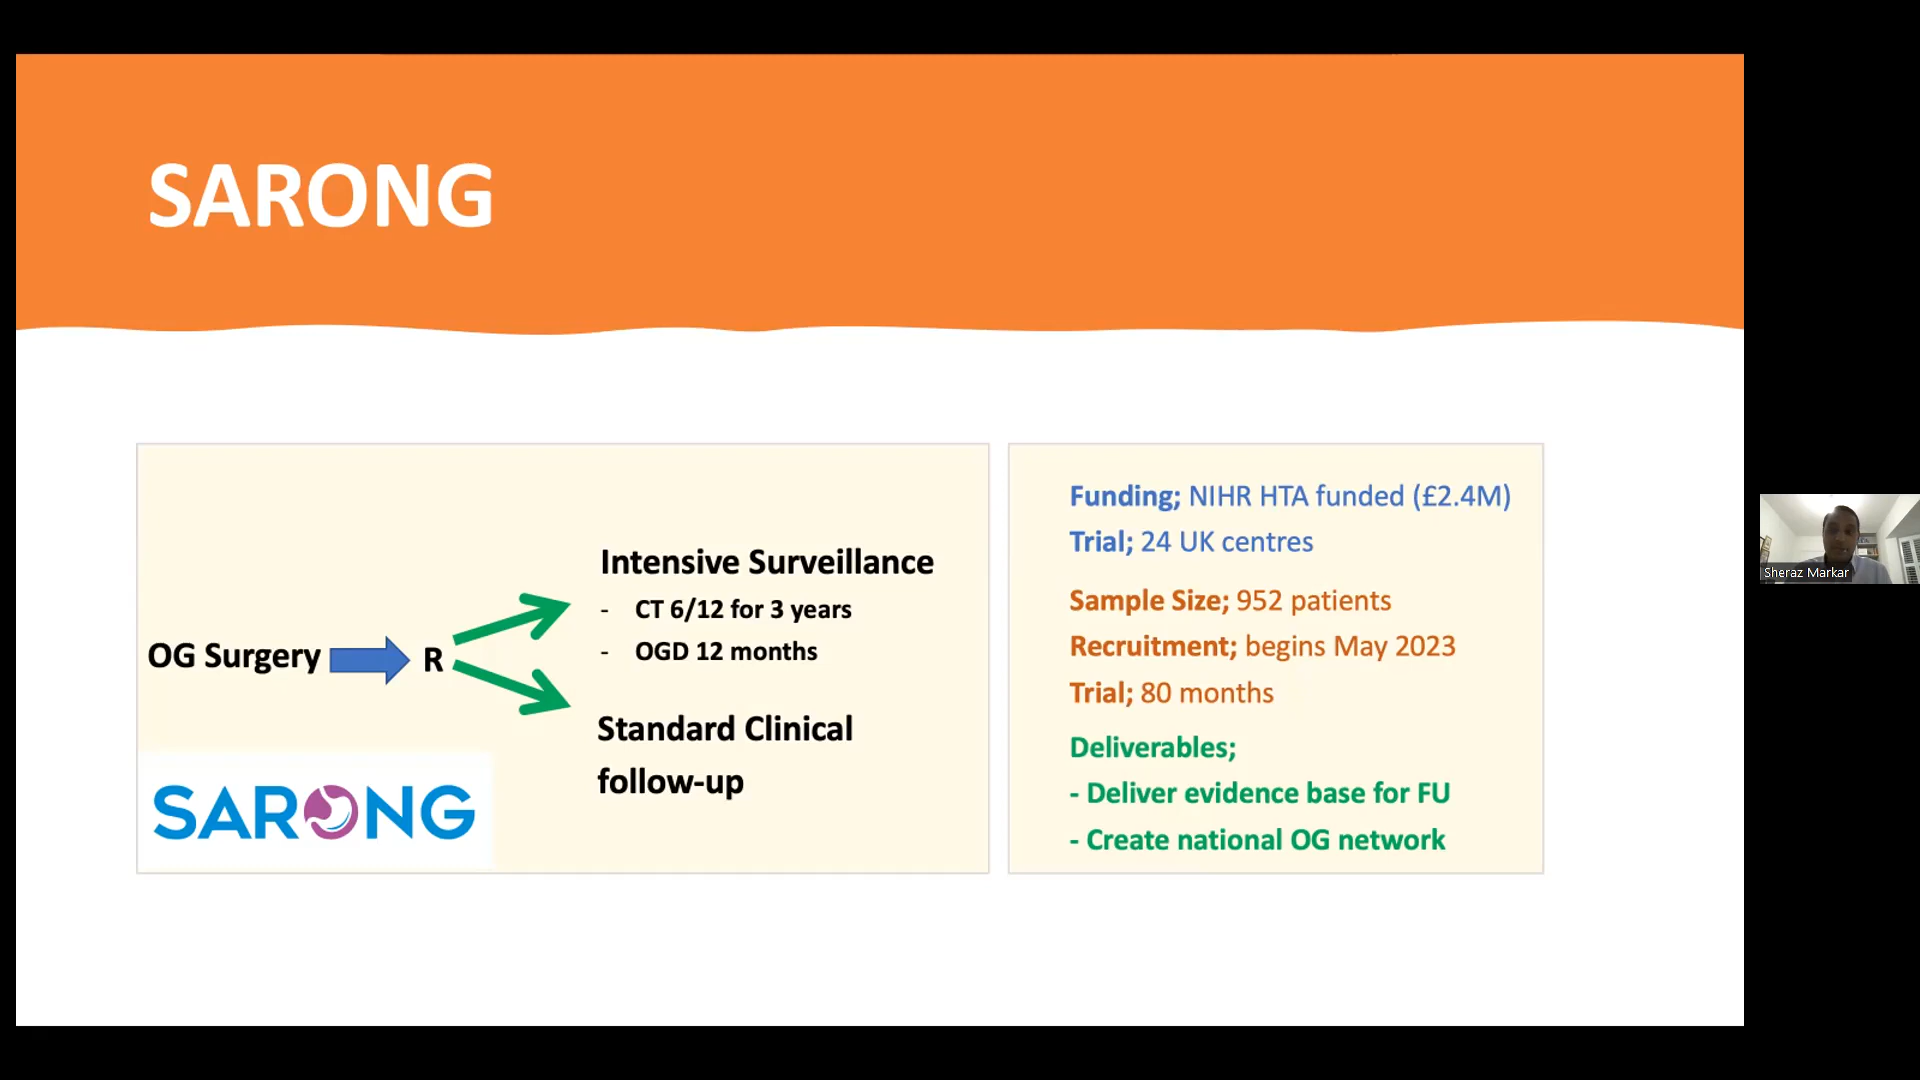 SARONG
OG Surgery
R
Intensive Surveillance
- CT 6/12 for 3 years
- OGD 12 months
Standard Clinical
follow-up
SARONG
Funding; NIHR HTA funded (£2.4M)
Trial; 24 UK centres
Sample Size; 952 patients
Recruitment; begins May 2023
Trial; 80 months
Deliverables;
- Deliver evidence base for FU
- Create national OG network
Sheraz Markar